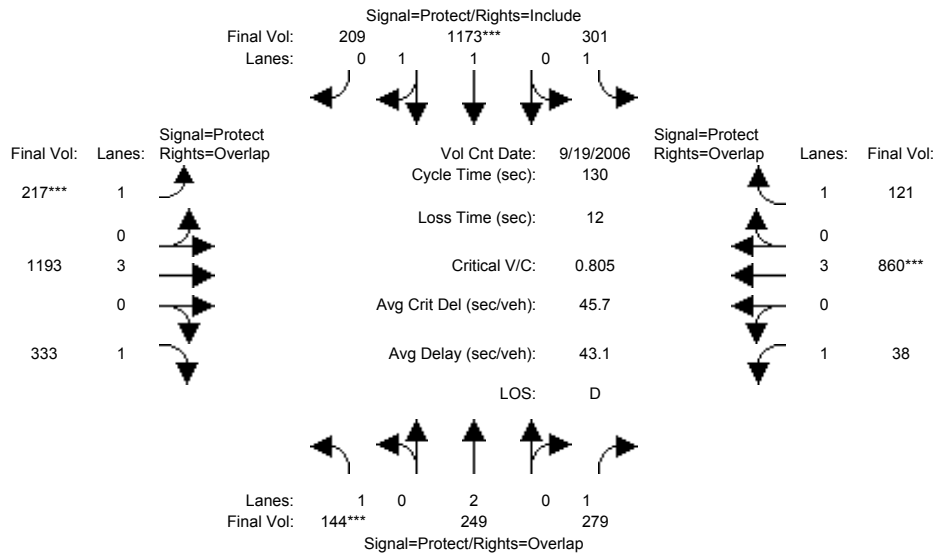 Signal=Protect/Rights=Include
Final Vol: 209 1173*** 301
Lanes: 0 1 1 0 1
Signal=Protect Signal=Protect
Final Vol: Lanes: Rights=Overlap Vol Cnt Date: 9/19/2006 Rights=Overlap Lanes: Final Vol:
Cycle Time (sec): 130
217*** 1 1 121
Loss Time (sec): 12
0 0
1193 3 Critical V/C: 0.805 3 860***
0 Avg Crit Del (sec/veh): 45.7 0
333 1 Avg Delay (sec/veh): 43.1 1 38
LOS: D
Lanes: 1 0 2 0 1
Final Vol: 144*** 249 279
Signal=Protect/Rights=Overlap